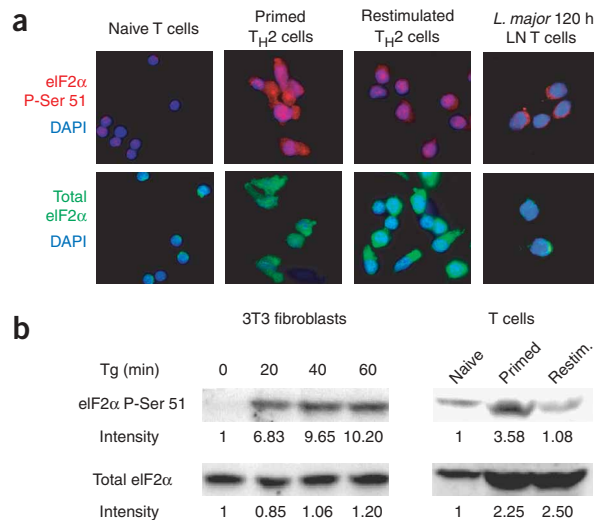 a
Naive T cells
Primed
TH2 cells
Restimulated
TH2 cells
L. major 120 h
LN T cells
eIF2α
P-Ser 51
DAPI
Total
eIF2α
DAPI
b
3T3 fibroblasts
T cells
Tg (min) 0 20 40 60
Naive Primed Restim.
eIF2α P-Ser 51
Intensity 1 6.83 9.65 10.20 1 3.58 1.08
Total eIF2α
Intensity 1 0.85 1.06 1.20 1 2.25 2.50